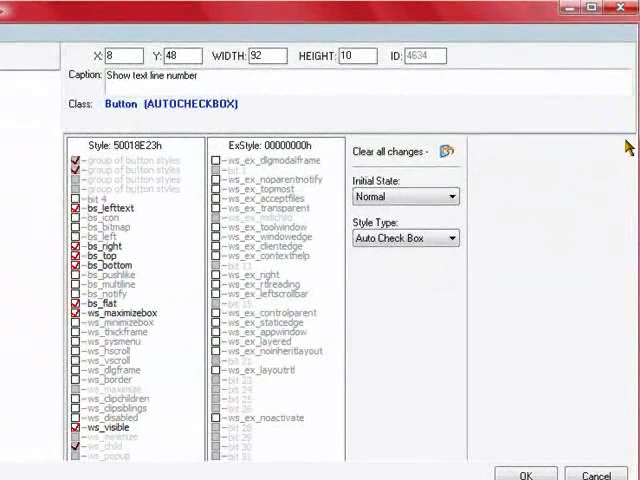 X: 8 Y: 48 WIDTH: 92 HEIGHT: 10 ID: 4634
Caption: Show text line number
Class: Button (AUTOCHECKBOX)
Style: 50018E23h
group of button styles
group of button styles
group of button styles
group of button styles
bit 4
bs_lefttext
bs_icon
bs_bitmap
bs_left
bs_right
bs_top
bs_bottom
bs_pushlike
bs_multiline
bs_notify
bs_flat
ws_maximizebox
ws_minimizebox
ws_thickframe
ws_sysmenu
ws_hscroll
ws_vscroll
ws_dlgframe
ws_border
ws_maximize
ws_clipchildren
ws_clipsiblings
ws_disabled
ws_visible
ws_minimize
ws_child
ws_popup
ExStyle: 00000000h
ws_ex_dlgmodalframe
bit 1
ws_ex_noparentnotify
ws_ex_topmost
ws_ex_acceptfiles
ws_ex_transparent
ws_ex_mdichile
ws_ex_toolwindow
ws_ex_windowedge
ws_ex_clientedge
ws_ex_contexthelp
bit 11
ws_ex_right
ws_ex_rtlreading
ws_ex_leftscrollbar
bit 15
ws_ex_controlparent
ws_ex_staticedge
ws_ex_appwindow
ws_ex_layered
ws_ex_noinheritlayout
bit 21
ws_ex_layoutrtl
bit 23
bit 24
bit 25
bit 26
ws_ex_noactivate
bit 28
bit 29
bit 30
bit 31
Clear all changes -
Initial State:
Normal
Style Type:
Auto Check Box
OK Cancel